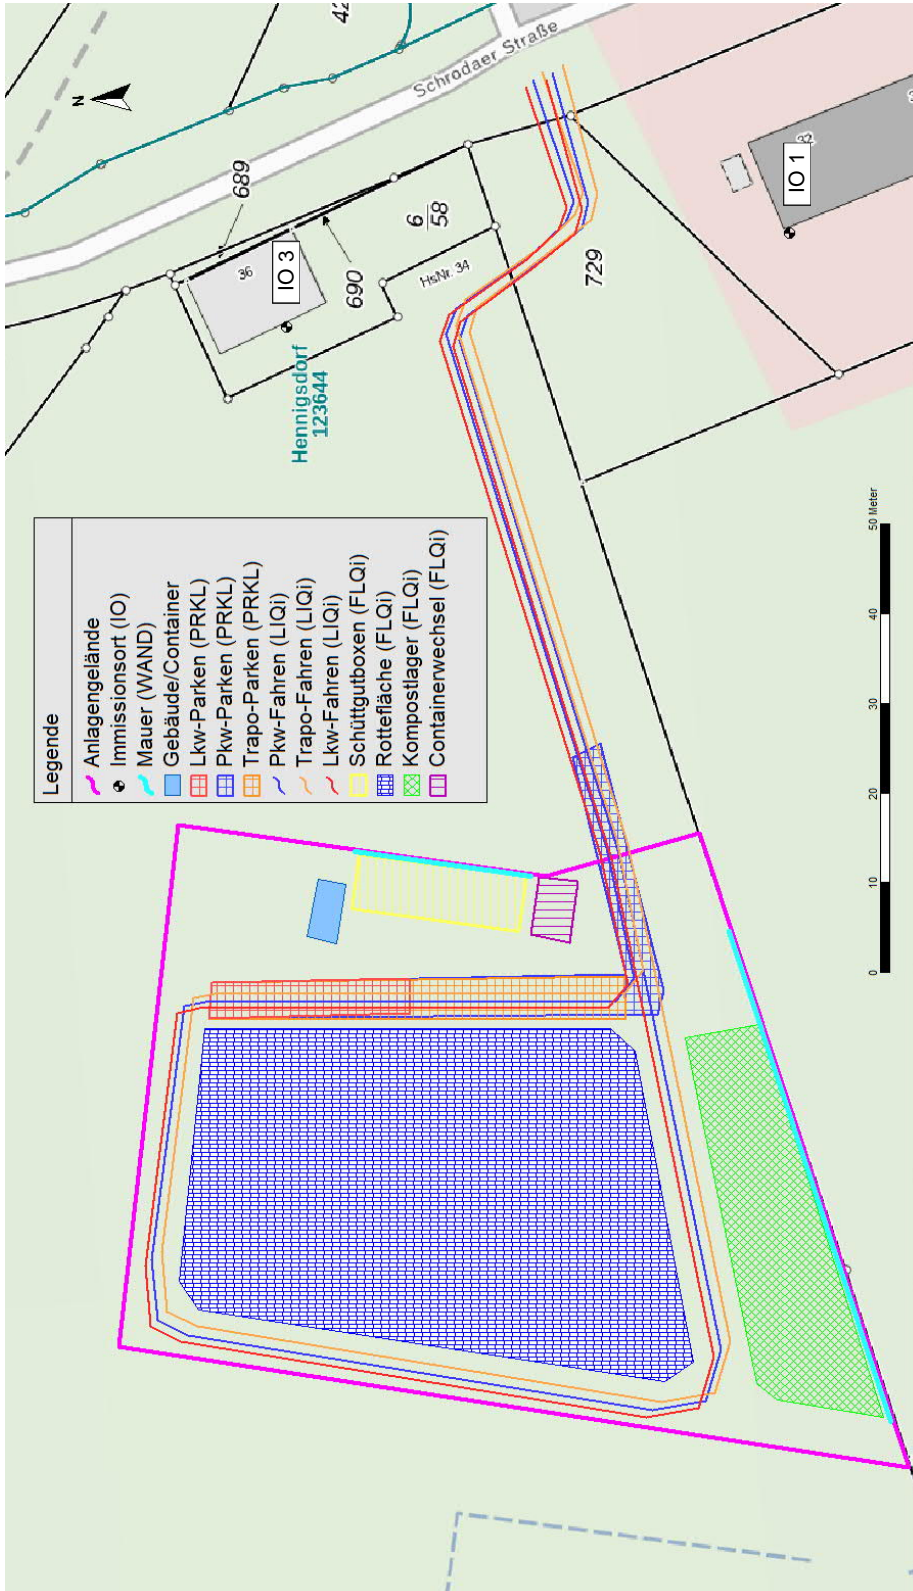 Legende
Anlagengelände
Immissionsort (IO)
Mauer (WAND)
Gebäude/Container
Lkw-Parken (PRKL)
Pkw-Parken (PRKL)
Trapo-Parken (PRKL)
Pkw-Fahren (LIQi)
Trapo-Fahren (LIQi)
Lkw-Fahren (LIQi)
Schüttgutboxen (FLQi)
Rottefläche (FLQi)
Kompostlager (FLQi)
Containerwechsel (FLQi)
Hennigsdorf
123644
N
689
36
IO 3
690
6
58
HsNr. 34
Schrodaer Straße
729
IO 1
0
10
20
30
40
50 Meter